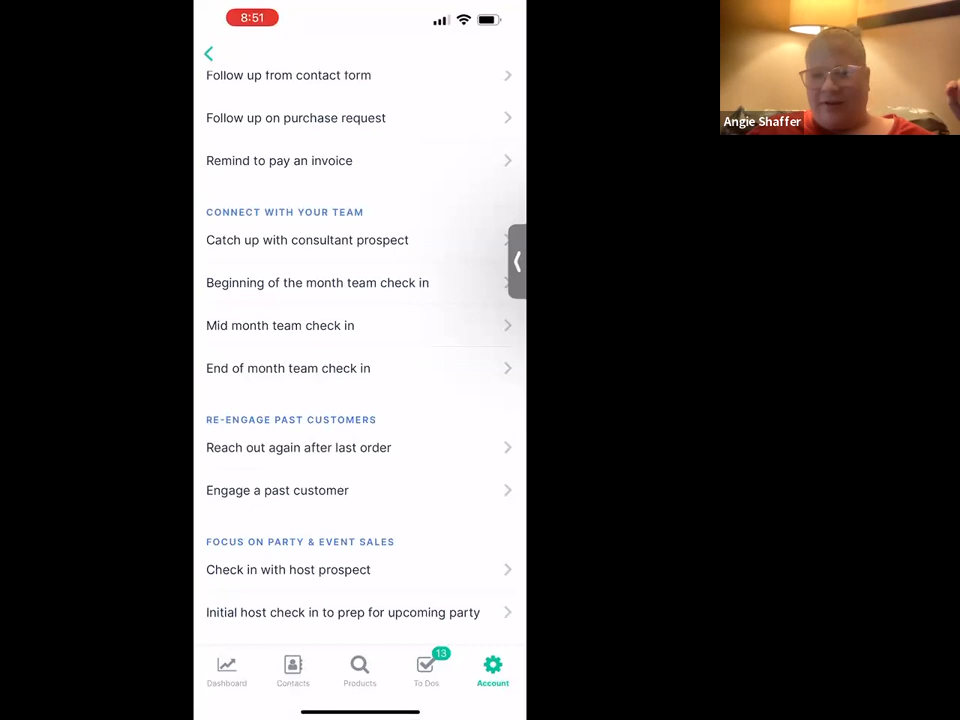 8:51
Follow up from contact form
Follow up on purchase request
Remind to pay an invoice
CONNECT WITH YOUR TEAM
Catch up with consultant prospect
Beginning of the month team check in
Mid month team check in
End of month team check in
RE-ENGAGE PAST CUSTOMERS
Reach out again after last order
Engage a past customer
FOCUS ON PARTY & EVENT SALES
Check in with host prospect
Initial host check in to prep for upcoming party
13
Dashboard
Contacts
Products
To Dos
Account
Angie Shaffer